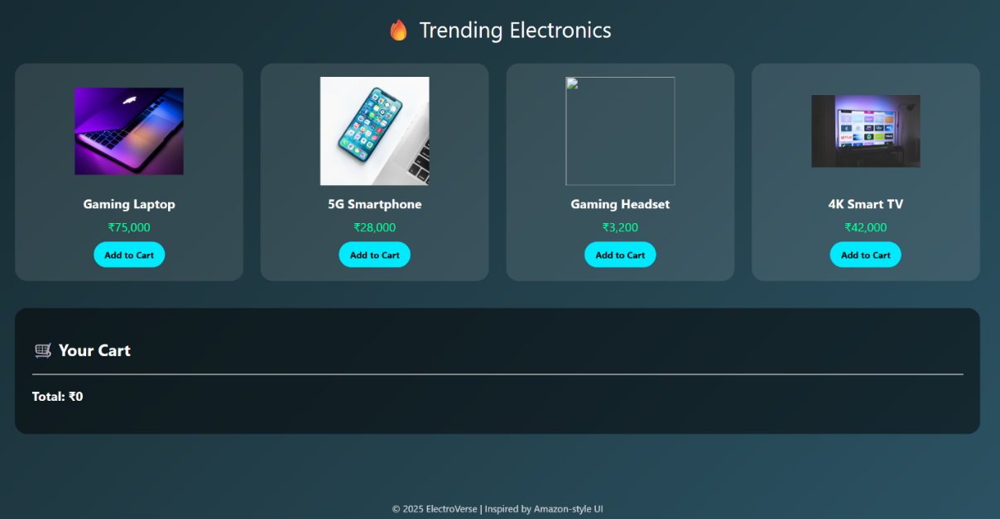 🔥 Trending Electronics
Gaming Laptop
₹75,000
Add to Cart
5G Smartphone
₹28,000
Add to Cart
Gaming Headset
₹3,200
Add to Cart
4K Smart TV
₹42,000
Add to Cart
🛒 Your Cart
Total: ₹0
© 2025 ElectroVerse | Inspired by Amazon-style UI